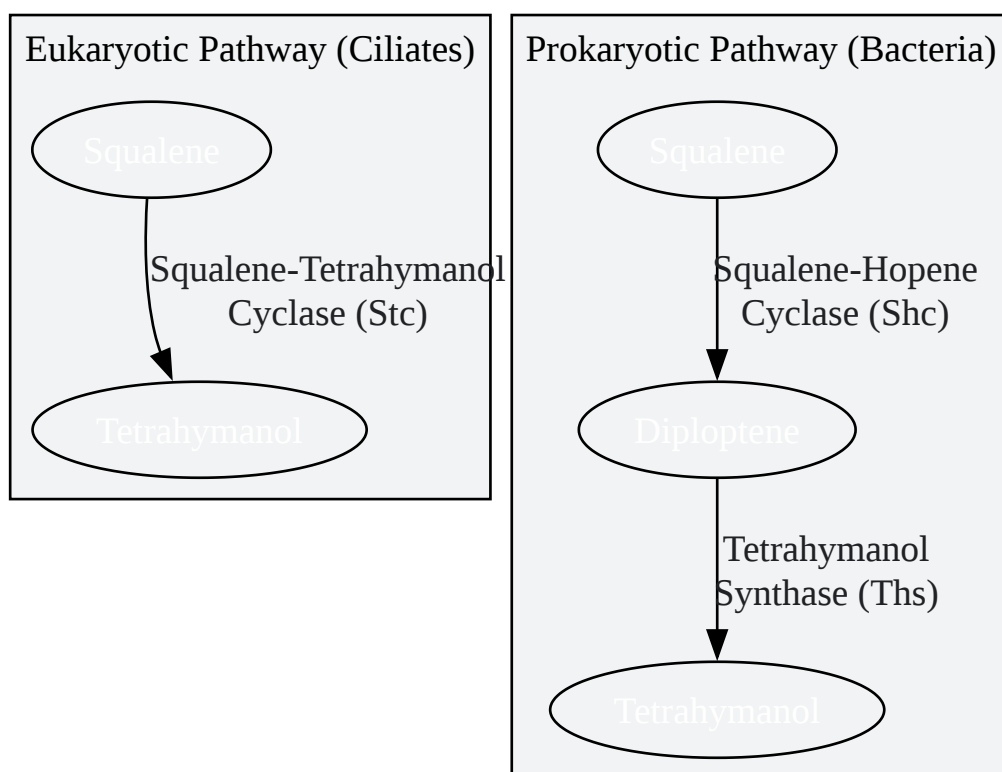 Eukaryotic Pathway (Ciliates)
Squalene
Squalene-Tetrahymanol
Cyclase (Stc)
Tetrahymanol
Prokaryotic Pathway (Bacteria)
Squalene
Squalene-Hopene
Cyclase (Shc)
Diploptene
Tetrahymanol
Synthase (Ths)
Tetrahymanol